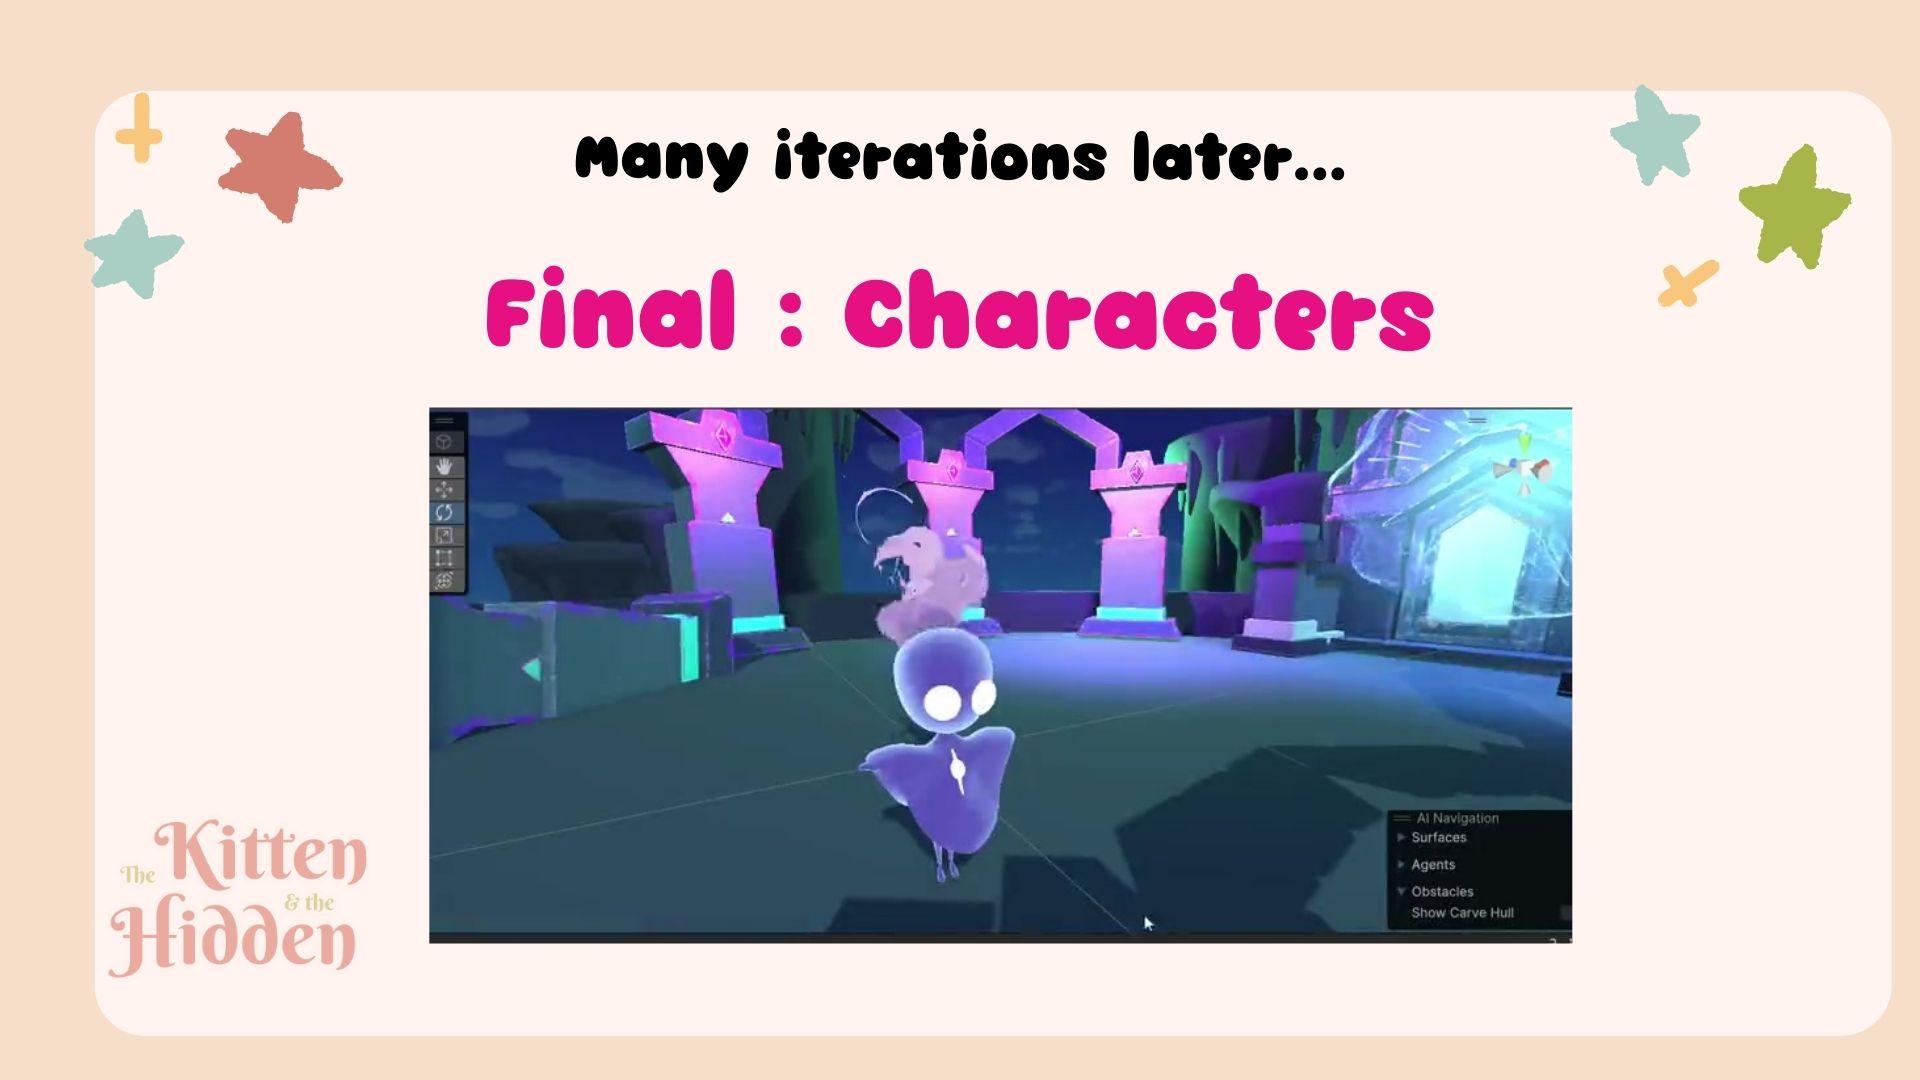 Many iterations later...
Final : Characters
AI Navigation
Surfaces
Agents
Obstacles
Show Carve Hull
The Kitten
& the
Hidden